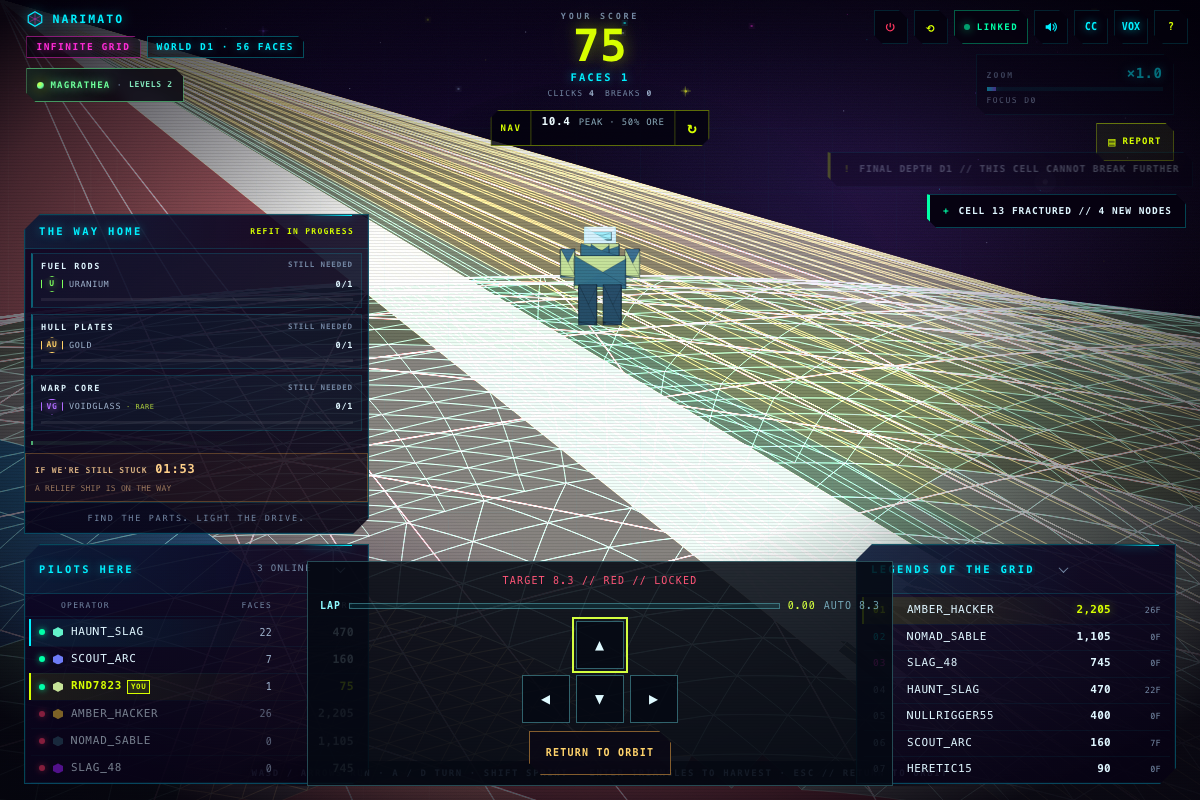 NARIMATO
INFINITE GRID
WORLD D1 · 56 FACES
MAGRATHEA · LEVELS 2
YOUR SCORE
75
FACES 1
CLICKS 4 BREAKS 0
NAV
10.4 PEAK · 50% ORE
↻
LINKED
CC
VOX
?
ZOOM ×1.0
FOCUS D0
REPORT
! FINAL DEPTH D1 // THIS CELL CANNOT BREAK FURTHER
+ CELL 13 FRACTURED // 4 NEW NODES
THE WAY HOME
REFIT IN PROGRESS
FUEL RODS STILL NEEDED
U URANIUM 0/1
HULL PLATES STILL NEEDED
AU GOLD 0/1
WARP CORE STILL NEEDED
VG VOIDGLASS · RARE 0/1
IF WE'RE STILL STUCK 01:53
A RELIEF SHIP IS ON THE WAY
FIND THE PARTS. LIGHT THE DRIVE.
PILOTS HERE
OPERATOR FACES
HAUNT_SLAG 22 470
SCOUT_ARC 7 160
RND7823 YOU 1 75
AMBER_HACKER 26 2,205
NOMAD_SABLE 0 1,105
SLAG_48 0 745
TARGET 8.3 // RED // LOCKED
LAP 0.00 AUTO 8.3
▲
◀ ▼ ▶
RETURN TO ORBIT
LEGENDS OF THE GRID
AMBER_HACKER 2,205 26F
NOMAD_SABLE 1,105 0F
SLAG_48 745 0F
HAUNT_SLAG 470 22F
NULLRIGGER55 400 0F
SCOUT_ARC 160 7F
HERETIC15 90 0F